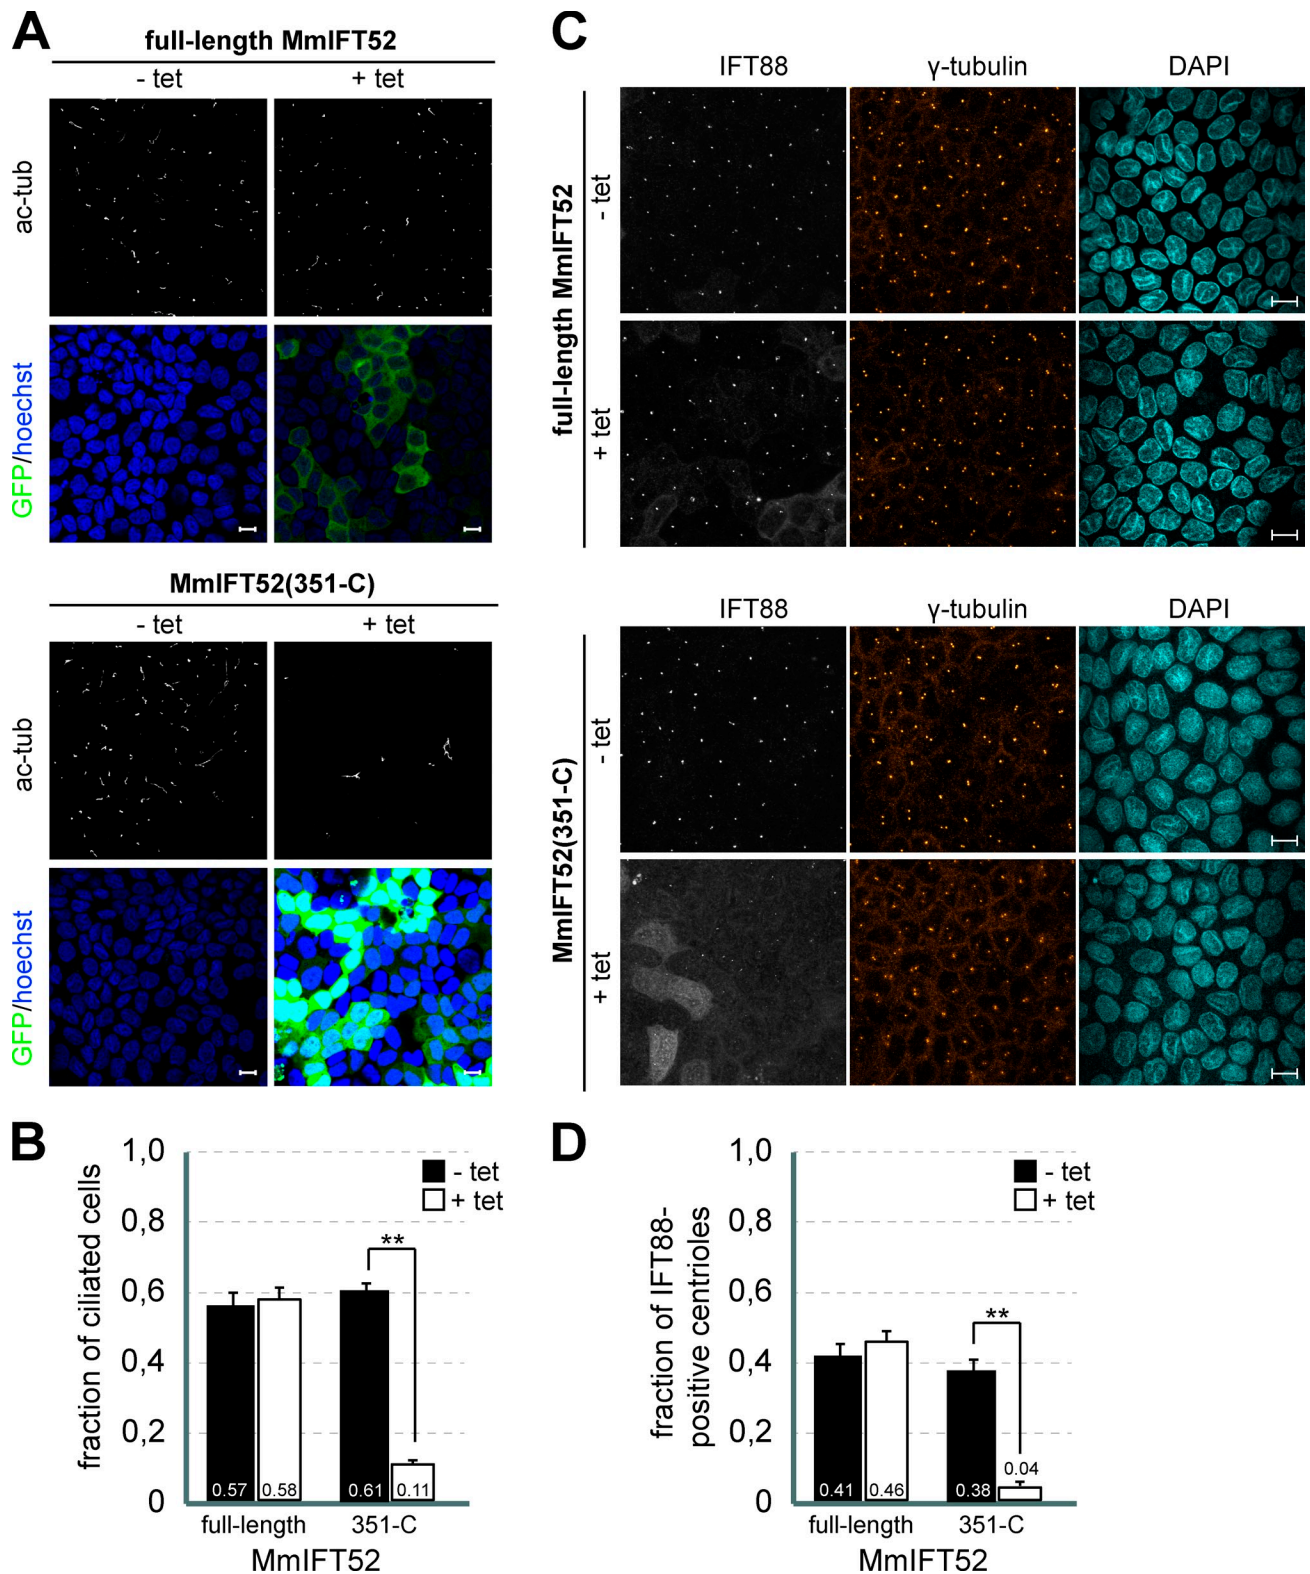 A
full-length MmIFT52
- tet
+ tet
ac-tub
GFP/hoechst
MmIFT52(351-C)
- tet
+ tet
ac-tub
GFP/hoechst
C
IFT88
γ-tubulin
DAPI
full-length MmIFT52
- tet
+ tet
IFT88
γ-tubulin
DAPI
MmIFT52(351-C)
- tet
+ tet
B
fraction of ciliated cells
1,0
0,8
0,6
0,4
0,2
0
- tet
+ tet
**
0.57
0.58
0.61
0.11
full-length
351-C
MmIFT52
D
fraction of IFT88-
positive centrioles
1,0
0,8
0,6
0,4
0,2
0
- tet
+ tet
**
0.41
0.46
0.38
0.04
full-length
351-C
MmIFT52